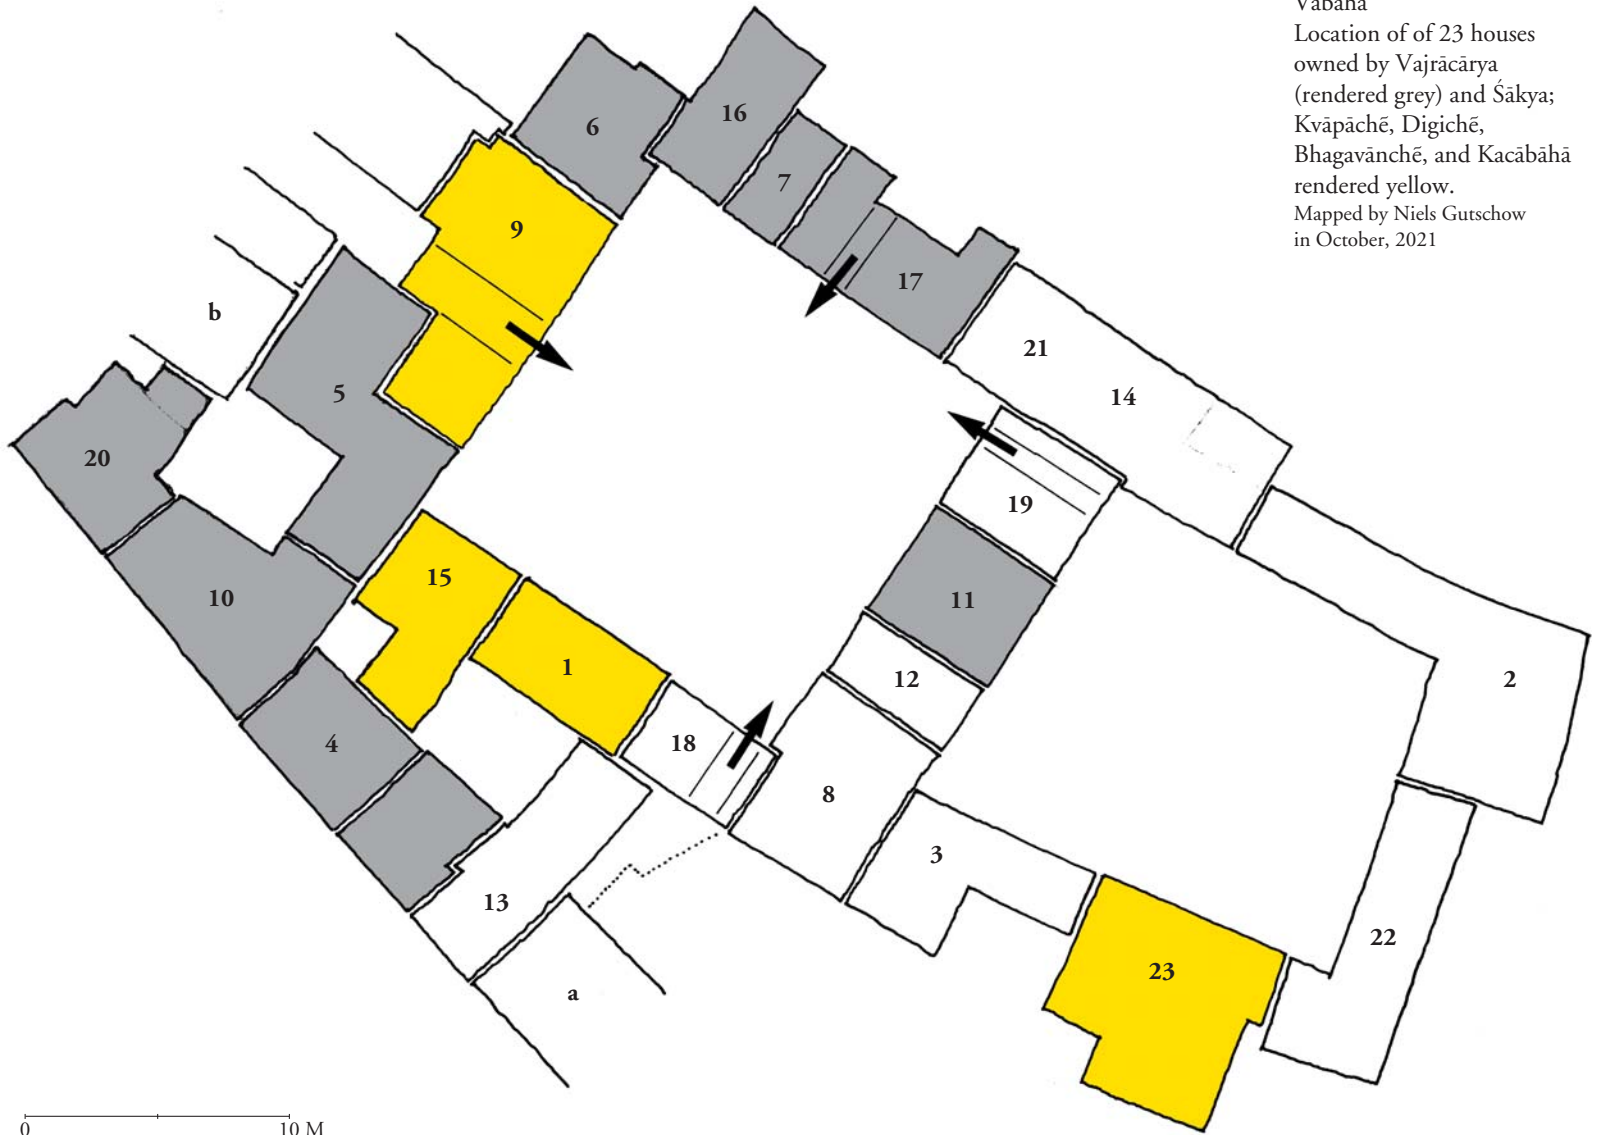 Vābāhā
Location of of 23 houses
owned by Vajrācārya
(rendered grey) and Śākya;
Kvāpāchẽ, Digichẽ,
Bhagavānchẽ, and Kacābāhā
rendered yellow.
Mapped by Niels Gutschow
in October, 2021
6
16
7
9
17
b
21
5
14
20
19
15
11
10
1
12
2
4
18
8
3
13
22
23
a
0
10 M